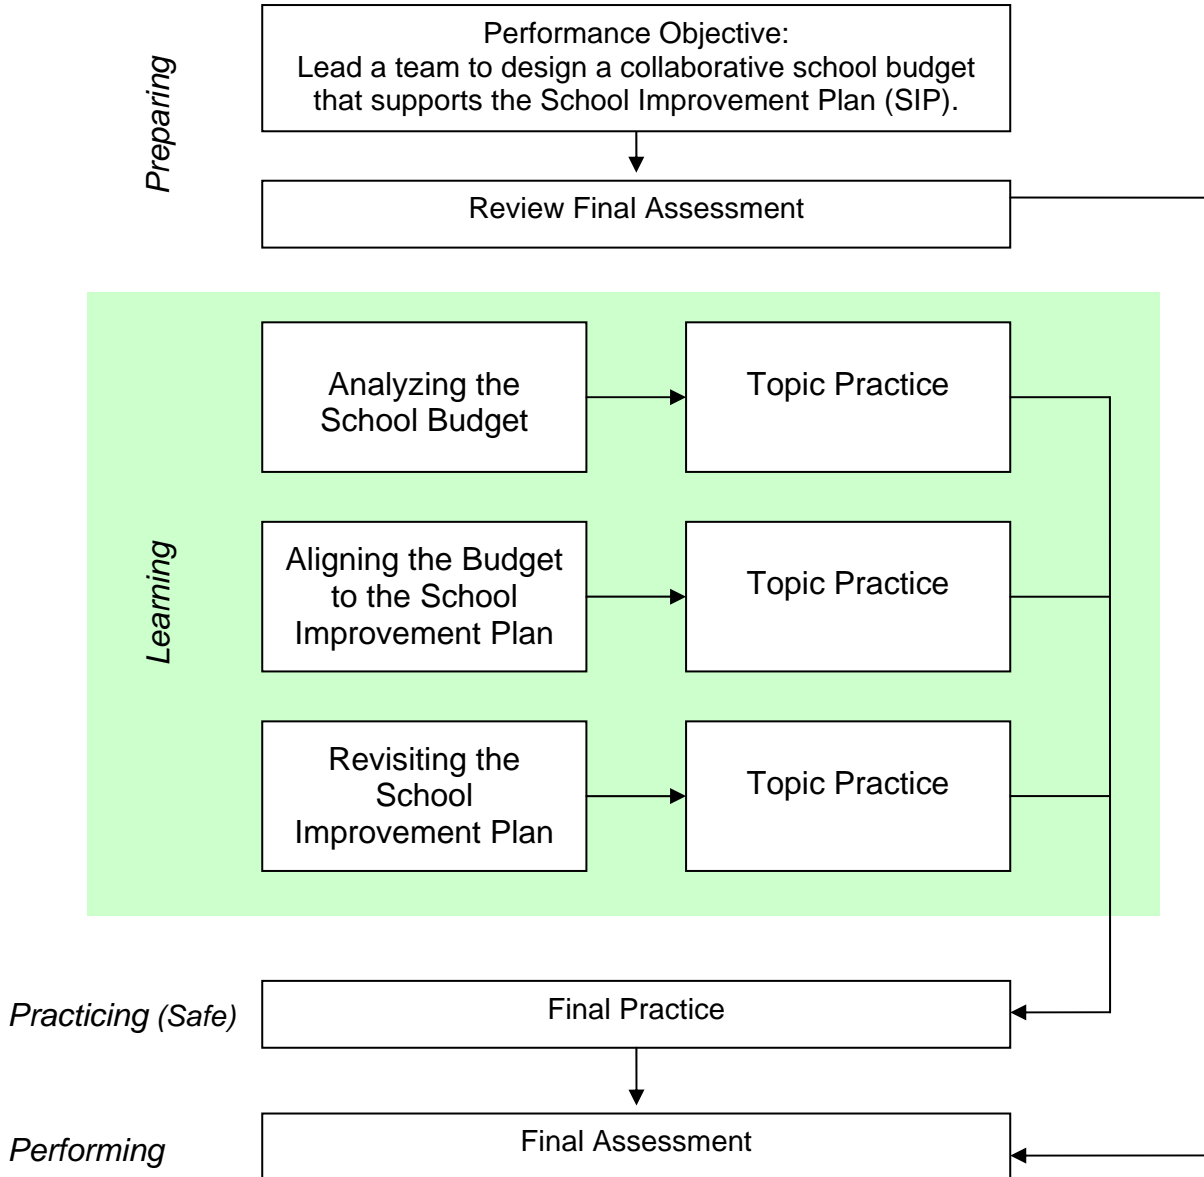 Preparing
Performance Objective:
Lead a team to design a collaborative school budget
that supports the School Improvement Plan (SIP).
Review Final Assessment
Learning
Analyzing the
School Budget
Topic Practice
Aligning the Budget
to the School
Improvement Plan
Topic Practice
Revisiting the
School
Improvement Plan
Topic Practice
Practicing (Safe)
Final Practice
Performing
Final Assessment